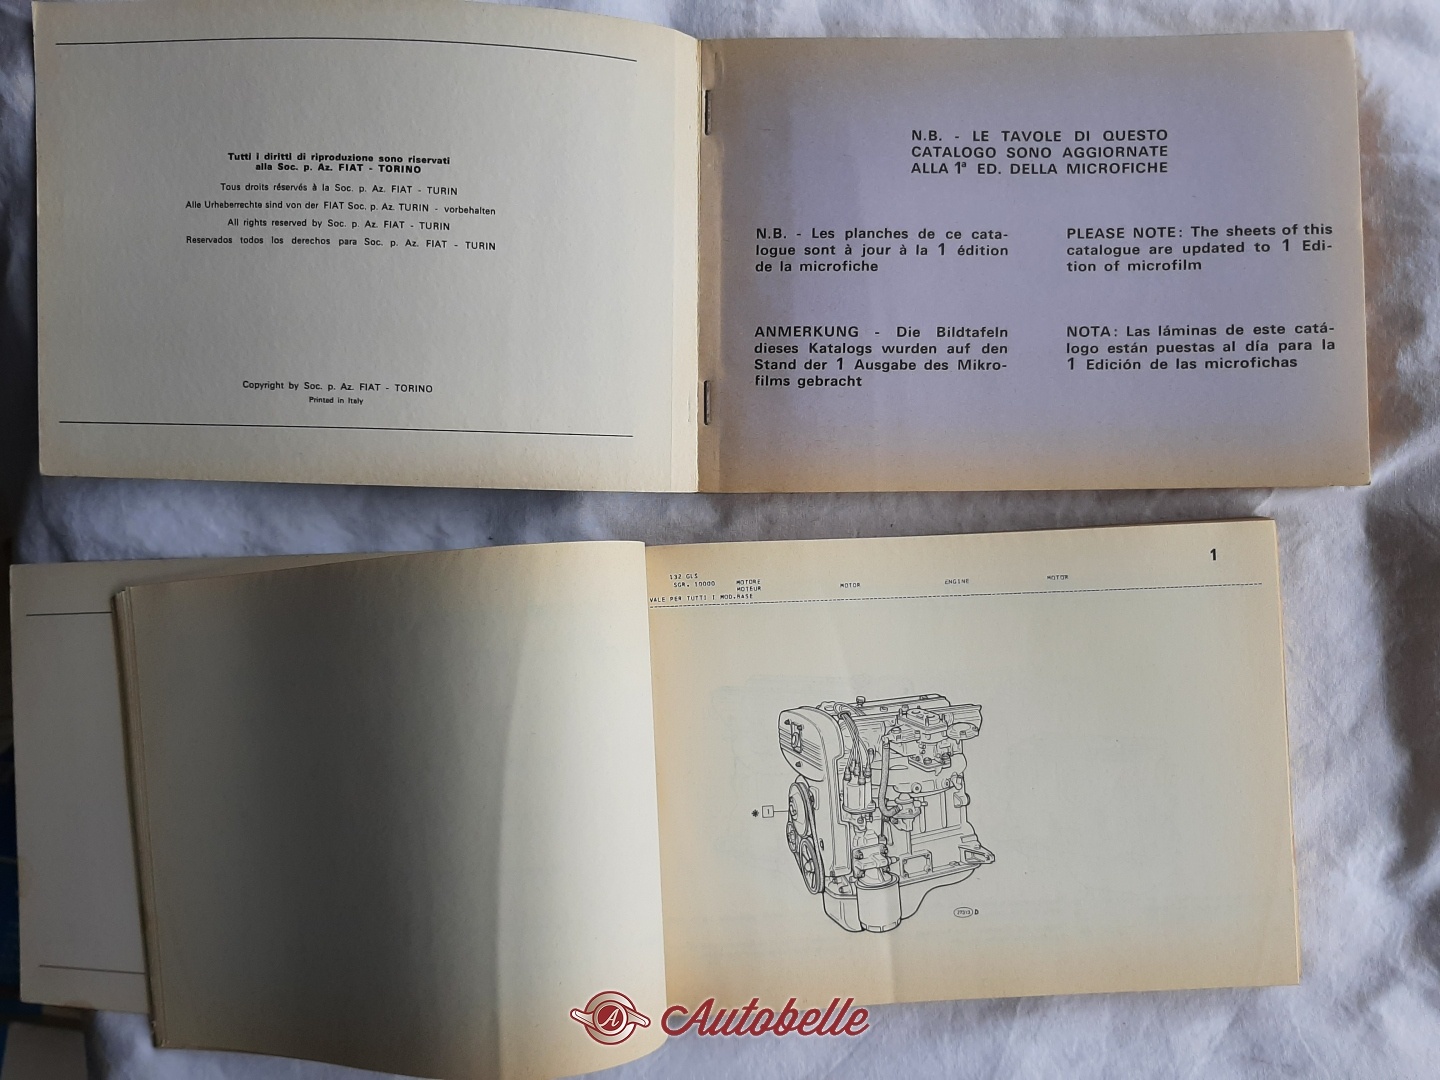 Tutti i diritti di riproduzione sono riservati
alla Soc. p. Az. FIAT - TORINO
Tous droits réservés à la Soc. p. Az. FIAT - TURIN
Alle Urheberrechte sind von der FIAT Soc. p. Az. TURIN - vorbehalten
All rights reserved by Soc. p. Az. FIAT - TURIN
Reservados todos los derechos para Soc. p. Az. FIAT - TURIN
Copyright by Soc. p. Az. FIAT - TORINO
Printed in Italy
N.B. - LE TAVOLE DI QUESTO
CATALOGO SONO AGGIORNATE
ALLA 1ª ED. DELLA MICROFICHE
N.B. - Les planches de ce cata-
logue sont à jour à la 1 édition
de la microfiche
PLEASE NOTE: The sheets of this
catalogue are updated to 1 Edi-
tion of microfilm
ANMERKUNG - Die Bildtafeln
dieses Katalogs wurden auf den
Stand der 1 Ausgabe des Mikro-
films gebracht
NOTA: Las láminas de este catá-
logo están puestas al día para la
1 Edición de las microfichas
1
132 GLS
SGR. 10000 MOTORE MOTOR ENGINE MOTOR
MOTEUR
VALE PER TUTTI I MOD.BASE
* 1
D
A Autobelle